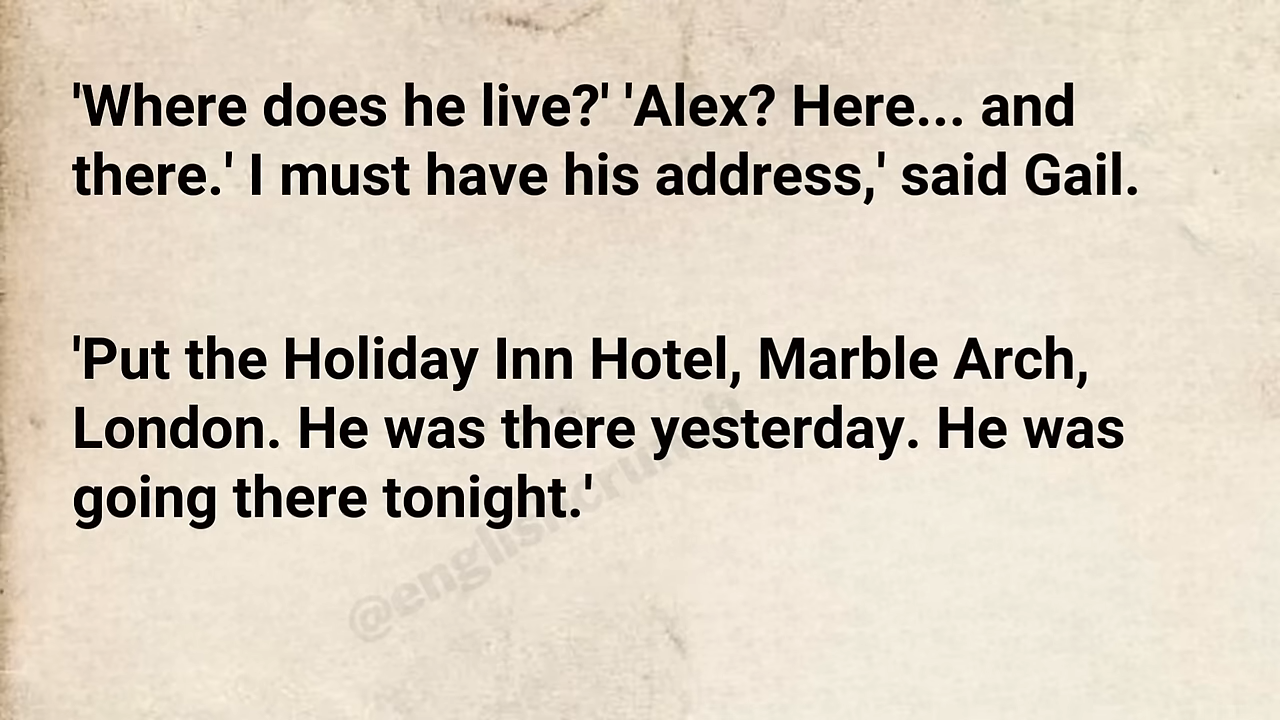 'Where does he live?' 'Alex? Here... and
there.' I must have his address,' said Gail.
'Put the Holiday Inn Hotel, Marble Arch,
London. He was there yesterday. He was
going there tonight.'